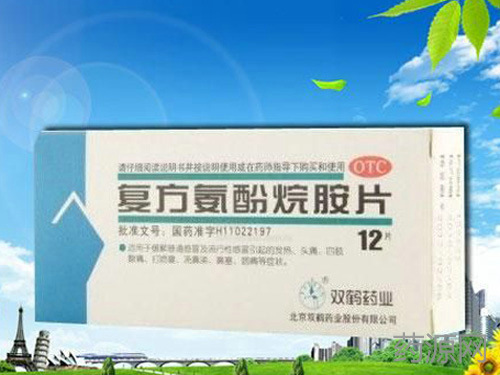 请仔细阅读说明书并按说明使用或在药师指导下购买和使用
OTC
复方氨酚烷胺片
批准文号：国药准字H11022197
12片
适用于缓解普通感冒及流行性感冒引起的发热、头痛、四肢
酸痛、打喷嚏、流鼻涕、鼻塞、咽痛等症状。
双鹤药业
北京双鹤药业股份有限公司
药源网